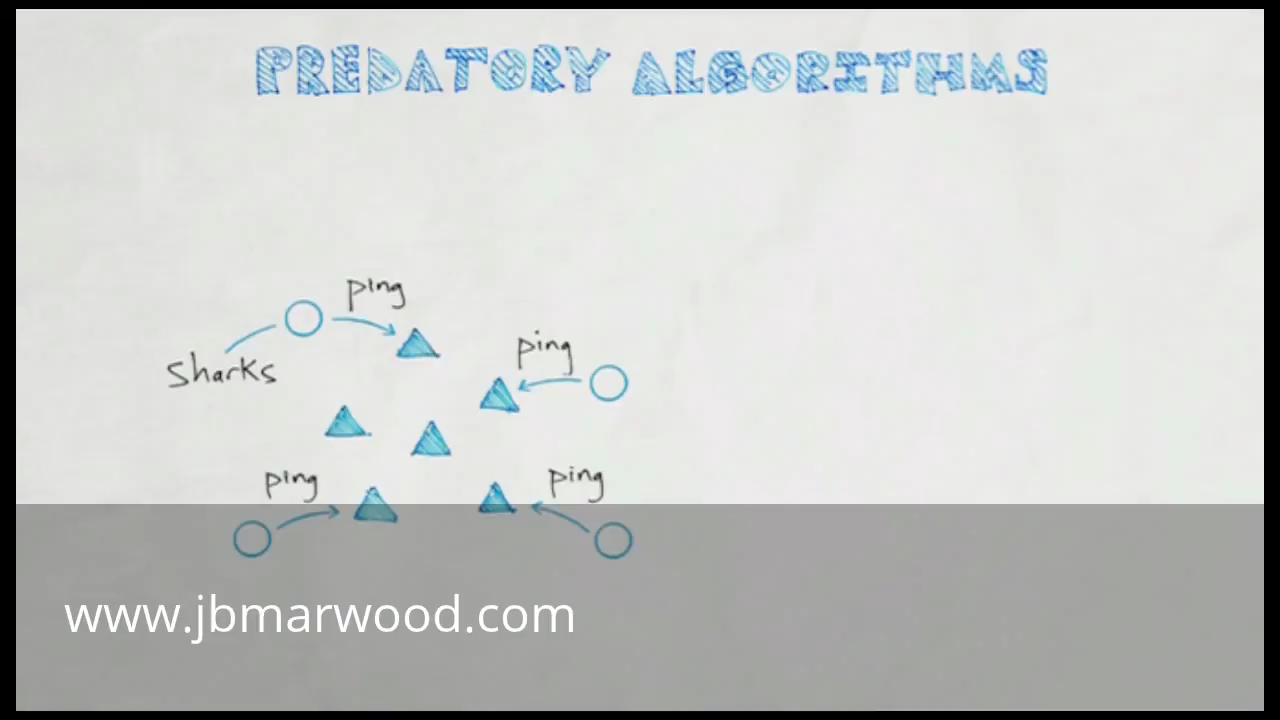 PREDATORY ALGORITHMS
ping
ping
Sharks
ping
ping
www.jbmarwood.com